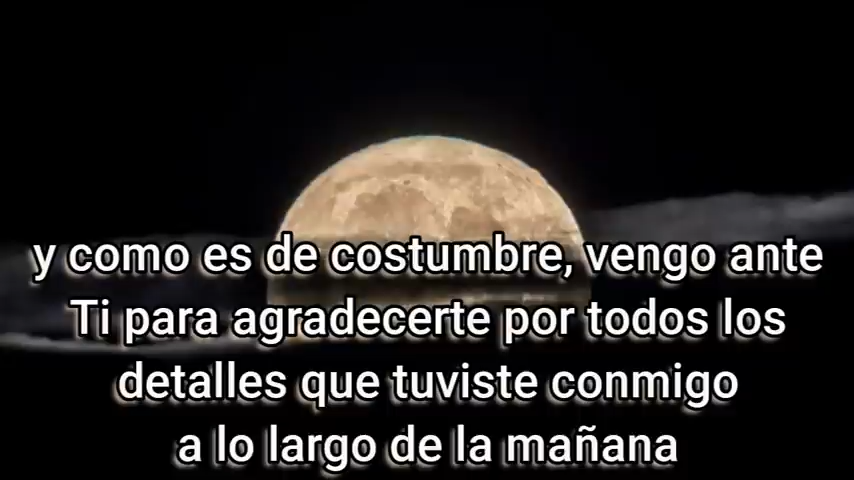 y como es de costumbre, vengo ante
Ti para agradecerte por todos los
detalles que tuviste conmigo
a lo largo de la mañana